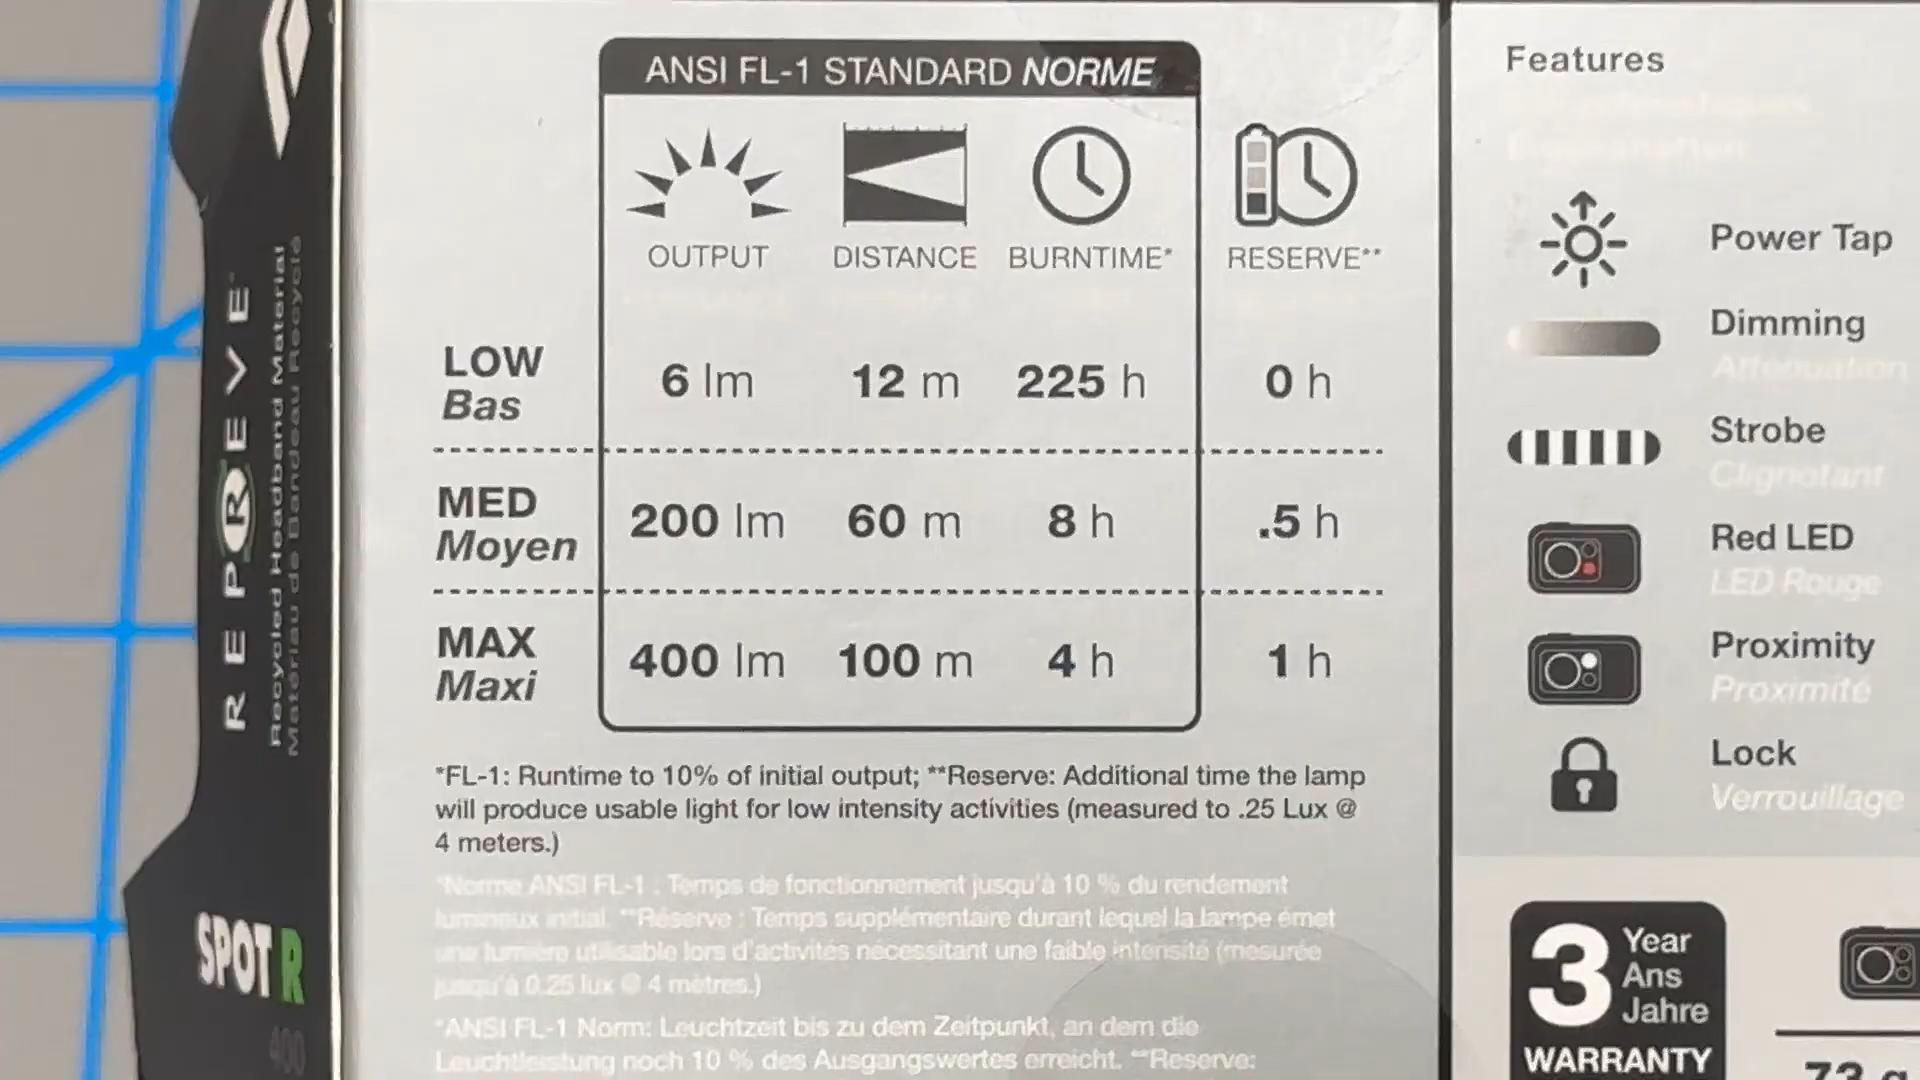 ANSI FL-1 STANDARD NORME
OUTPUT DISTANCE BURNTIME* RESERVE**
LOW
Bas
6 lm 12 m 225 h 0 h
MED
Moyen
200 lm 60 m 8 h .5 h
MAX
Maxi
400 lm 100 m 4 h 1 h
*FL-1: Runtime to 10% of initial output; **Reserve: Additional time the lamp
will produce usable light for low intensity activities (measured to .25 Lux @
4 meters.)
*Norme ANSI FL-1 : Temps de fonctionnement jusqu'à 10 % du rendement
lumineux initial. **Réserve : Temps supplémentaire durant lequel la lampe émet
une lumière utilisable lors d'activités nécessitant une faible intensité (mesurée
jusqu'à 0.25 lux @ 4 mètres.)
*ANSI FL-1 Norm: Leuchtzeit bis zu dem Zeitpunkt, an dem die
Leuchtleistung noch 10 % des Ausgangswertes erreicht. **Reserve:
Features
Power Tap
Dimming
Attenuation
Strobe
Clignotant
Red LED
LED Rouge
Proximity
Proximité
Lock
Verrouillage
3 Year
Ans
Jahre
WARRANTY
REPREVE
Recycled Headband Material
Matériau de Bandeau Recyclé
SPOT R
400